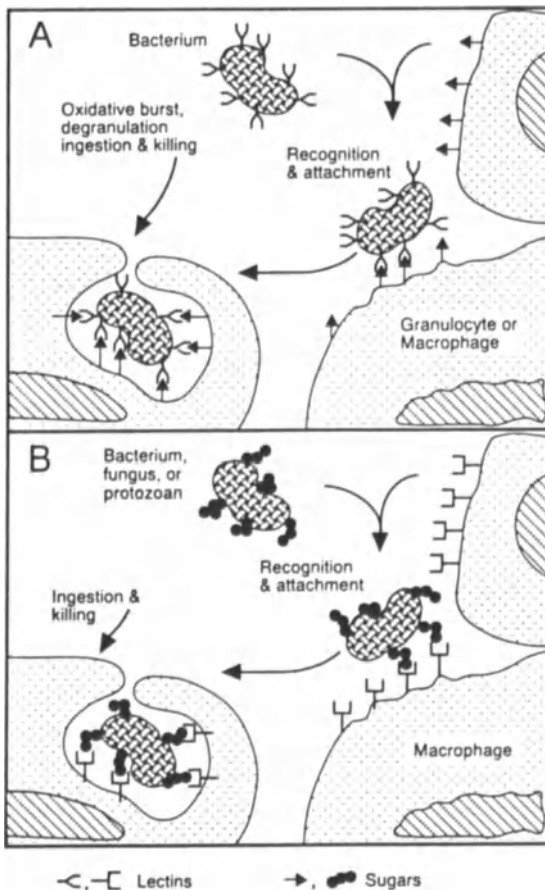 A
Bacterium
Oxidative burst,
degranulation
ingestion & killing
Recognition
& attachment
Granulocyte or
Macrophage
B
Bacterium,
fungus, or
protozoan
Recognition
& attachment
Ingestion &
killing
Macrophage
, Lectins , Sugars